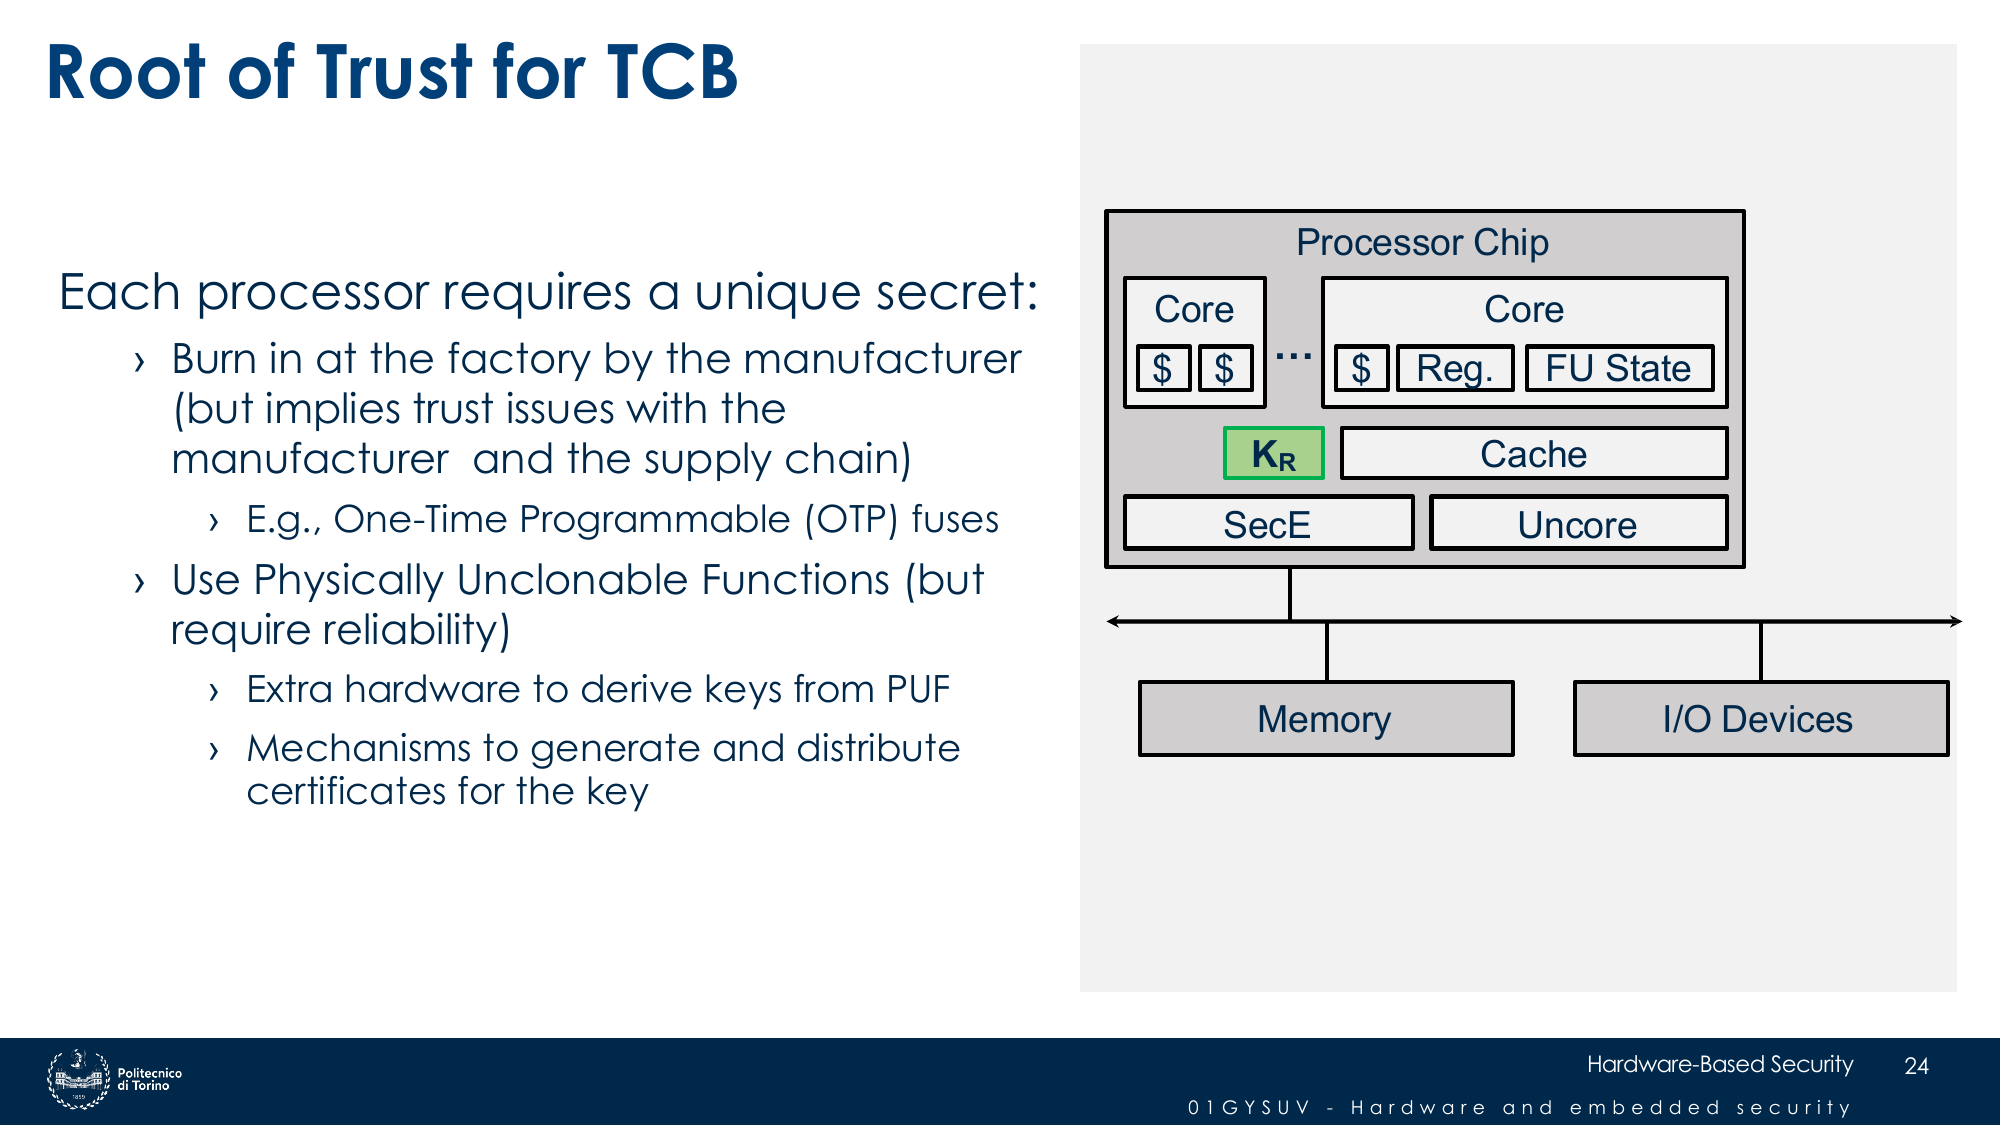 Root of Trust for TCB
Each processor requires a unique secret:
› Burn in at the factory by the manufacturer
(but implies trust issues with the
manufacturer and the supply chain)
› E.g., One-Time Programmable (OTP) fuses
› Use Physically Unclonable Functions (but
require reliability)
› Extra hardware to derive keys from PUF
› Mechanisms to generate and distribute
certificates for the key
Processor Chip
Core
$ $
...
Core
$ Reg. FU State
KR
Cache
SecE
Uncore
Memory
I/O Devices
Politecnico
di Torino
1859
Hardware-Based Security
24
01GYSUV - Hardware and embedded security